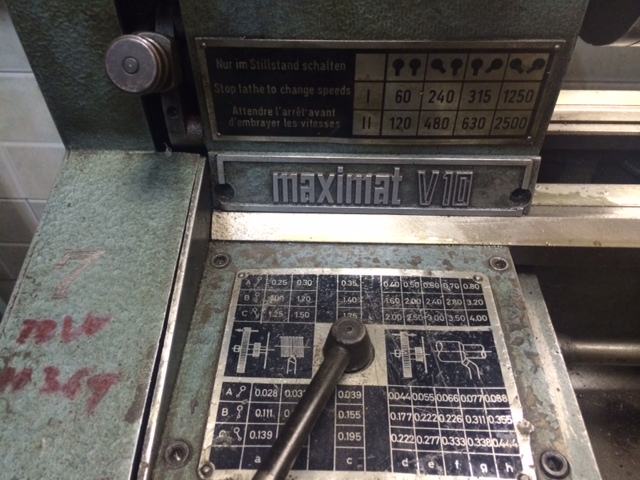 Nur im Stillstand schalten
Stop lathe to change speeds
Attendre l'arrêt avant
d'embrayer les vitesses
I 60 240 315 1250
II 120 480 630 2500
maximat V10
7
A 0.25 0.30 0.35 0.40 0.50 0.60 0.70 0.80
B 1.20 1.40 1.60 2.00 2.40 2.80 3.20
C 1.25 1.50 1.75 2.00 2.50 3.00 3.50 4.00
A 0.028 0.039 0.044 0.055 0.066 0.077 0.088
B 0.111 0.155 0.177 0.222 0.226 0.311 0.355
C 0.139 0.195 0.222 0.277 0.333 0.338 0.444
a c d e f g h